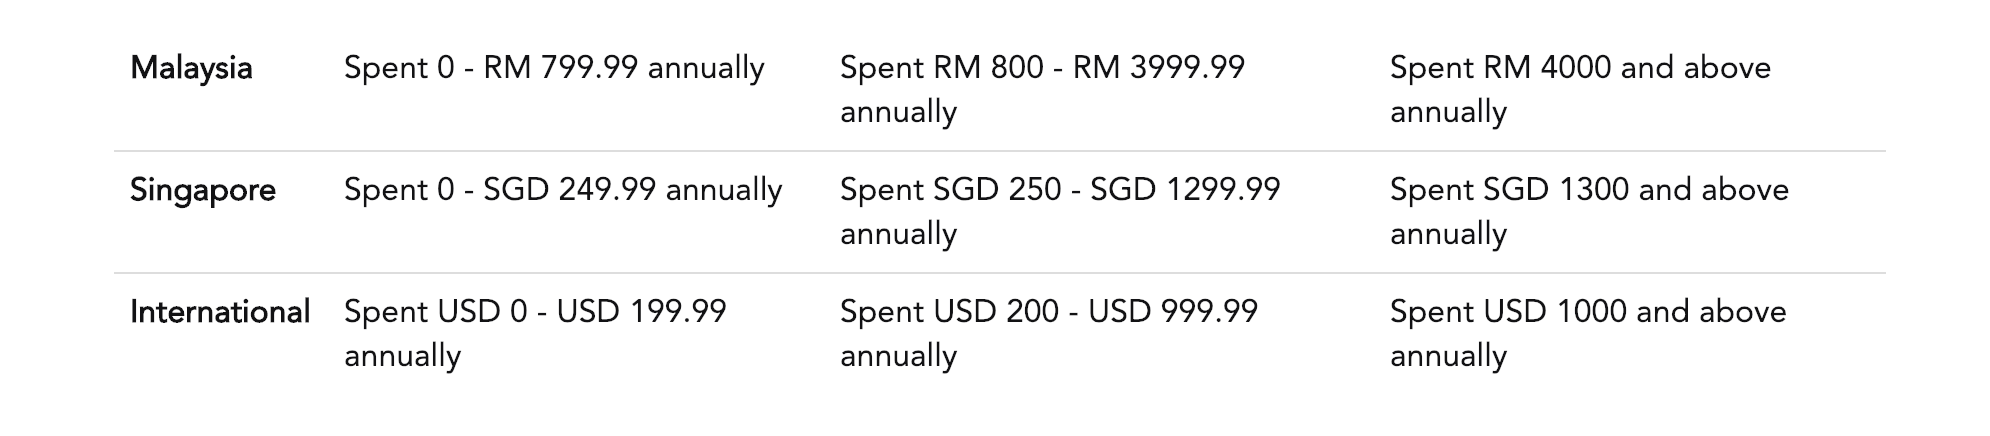 Malaysia Spent 0 - RM 799.99 annually Spent RM 800 - RM 3999.99 Spent RM 4000 and above
annually annually
Singapore Spent 0 - SGD 249.99 annually Spent SGD 250 - SGD 1299.99 Spent SGD 1300 and above
annually annually
International Spent USD 0 - USD 199.99 Spent USD 200 - USD 999.99 Spent USD 1000 and above
annually annually annually